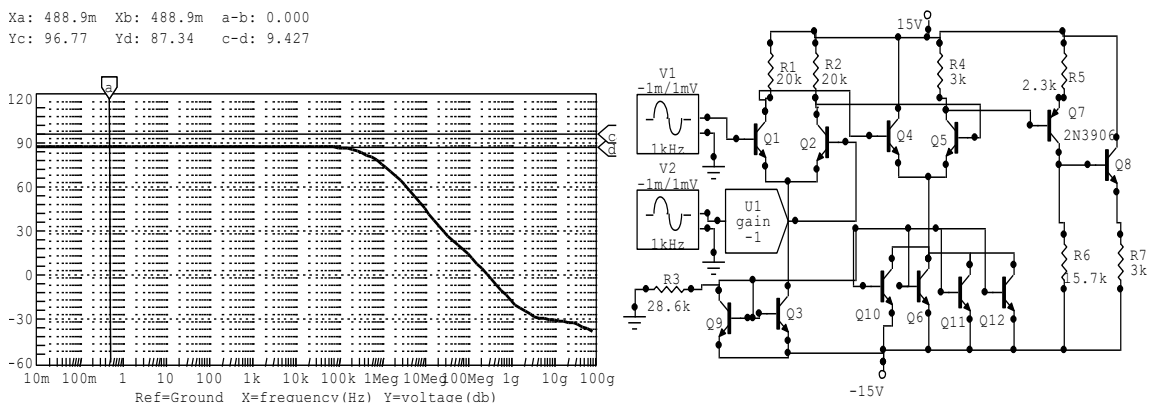 Xa: 488.9m Xb: 488.9m a-b: 0.000
Yc: 96.77 Yd: 87.34 c-d: 9.427
a
c
d
120
90
60
30
0
-30
-60
10m 100m 1 10 100 1k 10k 100k 1Meg 10Meg 100Meg 1g 10g 100g
Ref=Ground X=frequency(Hz) Y=voltage(db)
15V
V1
-1m/1mV
1kHz
R1
20k
R2
20k
R4
3k
R5
2.3k
Q7
2N3906
Q1
Q2
Q4
Q5
Q8
V2
-1m/1mV
1kHz
U1
gain
-1
R3
28.6k
Q9
Q3
Q10
Q6
Q11
Q12
R6
15.7k
R7
3k
-15V